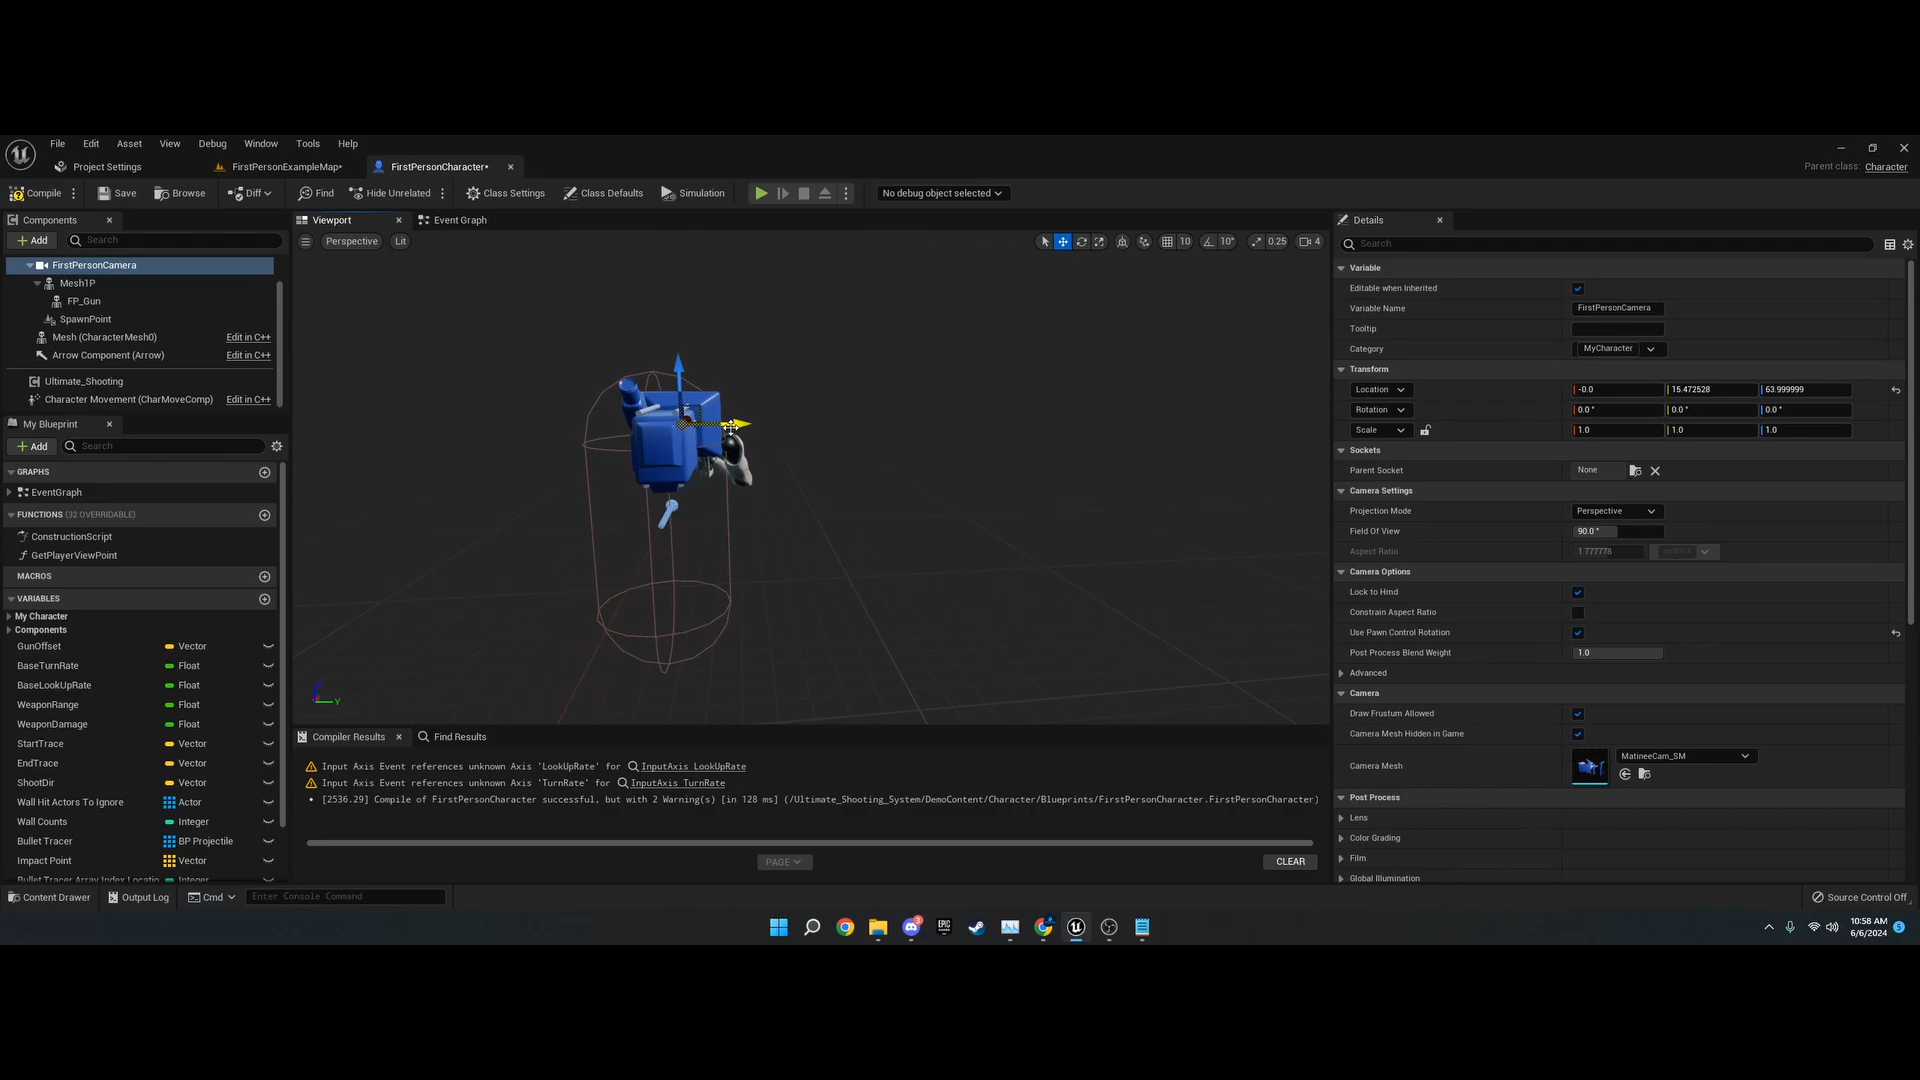 File Edit Asset View Debug Window Tools Help
Project Settings FirstPersonExampleMap* FirstPersonCharacter*
Parent class: Character
Compile Save Browse Diff Find Hide Unrelated Class Settings Class Defaults Simulation No debug object selected
Components
Add Search
FirstPersonCamera
Mesh1P
FP_Gun
SpawnPoint
Mesh (CharacterMesh0) Edit in C++
Arrow Component (Arrow) Edit in C++
Ultimate_Shooting
Character Movement (CharMoveComp) Edit in C++
My Blueprint
Add Search
GRAPHS
EventGraph
FUNCTIONS (32 OVERRIDABLE)
ConstructionScript
GetPlayerViewPoint
MACROS
VARIABLES
My Character
Components
GunOffset Vector
BaseTurnRate Float
BaseLookUpRate Float
WeaponRange Float
WeaponDamage Float
StartTrace Vector
EndTrace Vector
ShootDir Vector
Wall Hit Actors To Ignore Actor
Wall Counts Integer
Bullet Tracer BP Projectile
Impact Point Vector
Bullet Tracer Array Index Locatio Integer
Viewport Event Graph
Perspective Lit
10 10° 0.25 4
Y
Compiler Results Find Results
Input Axis Event references unknown Axis 'LookUpRate' for InputAxis LookUpRate
Input Axis Event references unknown Axis 'TurnRate' for InputAxis TurnRate
[2536.29] Compile of FirstPersonCharacter successful, but with 2 Warning(s) [in 128 ms] (/Ultimate_Shooting_System/DemoContent/Character/Blueprints/FirstPersonCharacter.FirstPersonCharacter)
PAGE CLEAR
Details
Search
Variable
Editable when Inherited
Variable Name FirstPersonCamera
Tooltip
Category MyCharacter
Transform
Location -0.0 15.472528 63.999999
Rotation 0.0 ° 0.0 ° 0.0 °
Scale 1.0 1.0 1.0
Sockets
Parent Socket None
Camera Settings
Projection Mode Perspective
Field Of View 90.0 °
Aspect Ratio 1.777778
Camera Options
Lock to Hmd
Constrain Aspect Ratio
Use Pawn Control Rotation
Post Process Blend Weight 1.0
Advanced
Camera
Draw Frustum Allowed
Camera Mesh Hidden in Game
Camera Mesh MatineeCam_SM
Post Process
Lens
Color Grading
Film
Global Illumination
Content Drawer Output Log Cmd Enter Console Command Source Control Off
EPIC
3
10:58 AM
6/6/2024
5